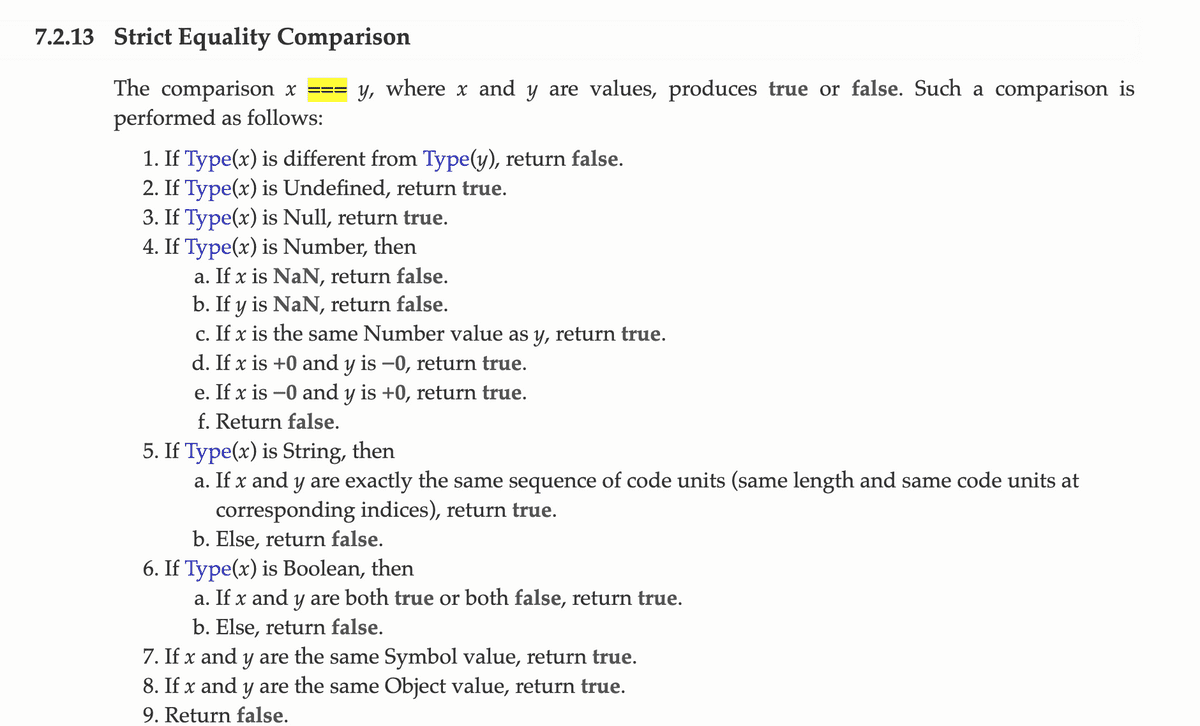 7.2.13 Strict Equality Comparison
The comparison x === y, where x and y are values, produces true or false. Such a comparison is
performed as follows:
1. If Type(x) is different from Type(y), return false.
2. If Type(x) is Undefined, return true.
3. If Type(x) is Null, return true.
4. If Type(x) is Number, then
a. If x is NaN, return false.
b. If y is NaN, return false.
c. If x is the same Number value as y, return true.
d. If x is +0 and y is −0, return true.
e. If x is −0 and y is +0, return true.
f. Return false.
5. If Type(x) is String, then
a. If x and y are exactly the same sequence of code units (same length and same code units at
corresponding indices), return true.
b. Else, return false.
6. If Type(x) is Boolean, then
a. If x and y are both true or both false, return true.
b. Else, return false.
7. If x and y are the same Symbol value, return true.
8. If x and y are the same Object value, return true.
9. Return false.